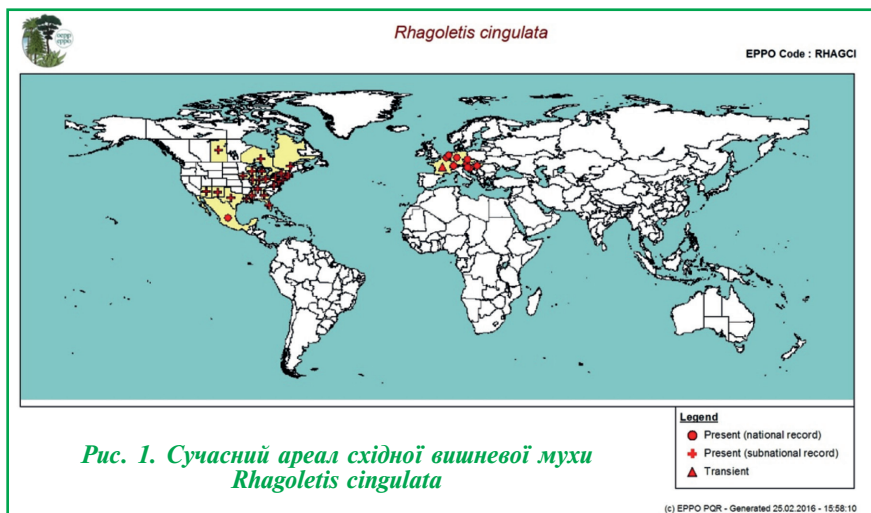 Rhagoletis cingulata
EPPO Code : RHAGCI
Legend
Present (national record)
Present (subnational record)
Transient
Рис. 1. Сучасний ареал східної вишневої мухи
Rhagoletis cingulata
(c) EPPO PQR - Generated 25.02.2016 - 15:58:10